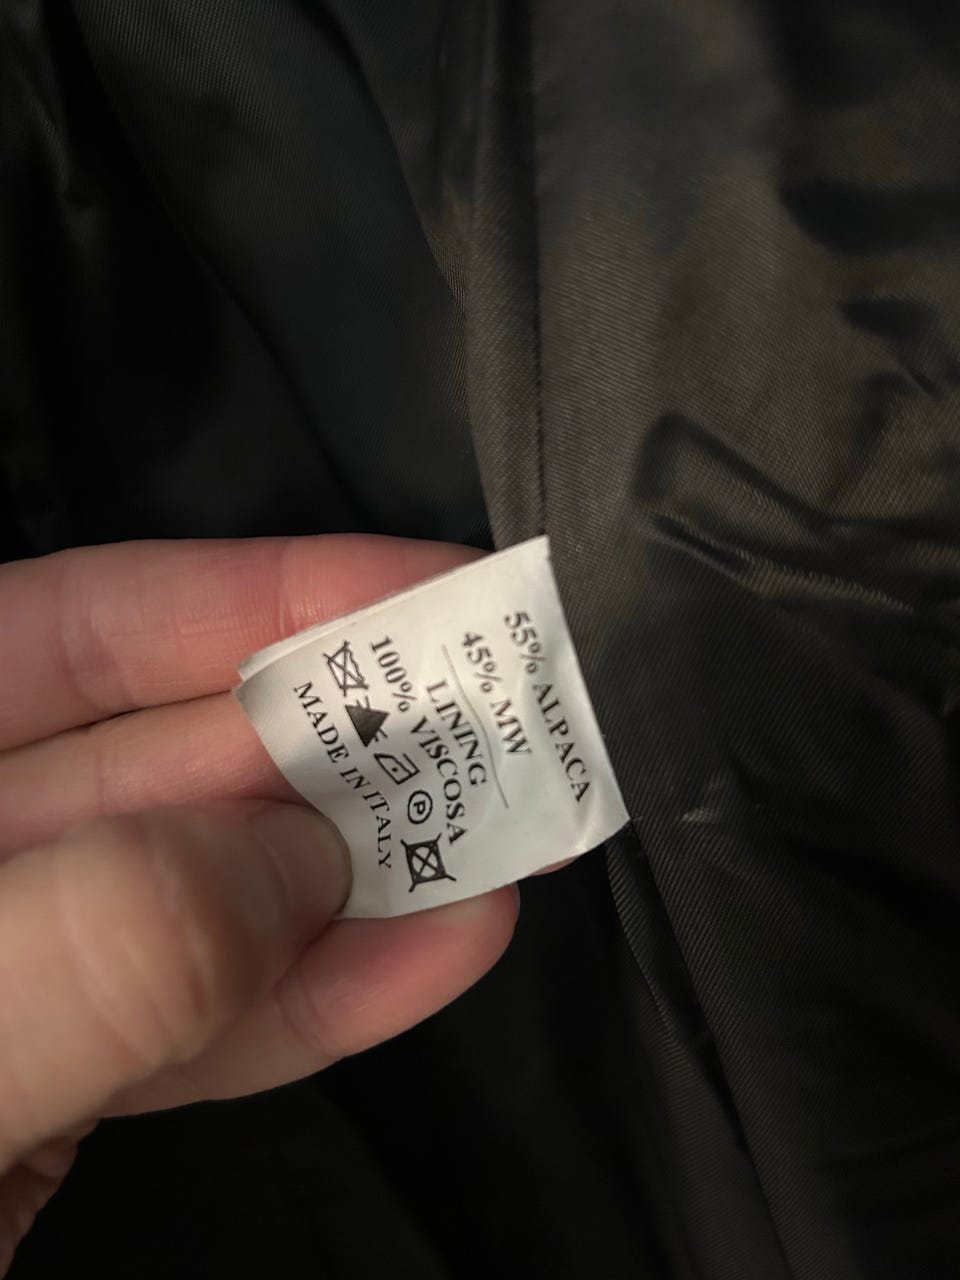 55% ALPACA
45% MW
LINING
100% VISCOSA
P
MADE IN ITALY